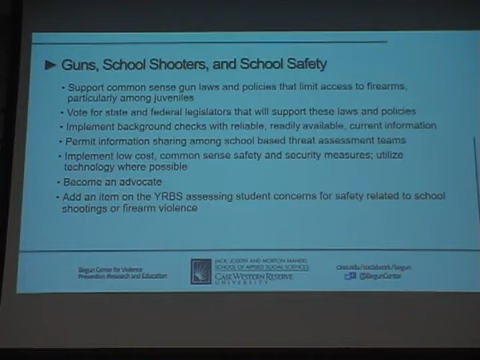 ► Guns, School Shooters, and School Safety
• Support common sense gun laws and policies that limit access to firearms,
particularly among juveniles
• Vote for state and federal legislators that will support these laws and policies
• Implement background checks with reliable, readily available, current information
• Permit information sharing among school based threat assessment teams
• Implement low cost, common sense safety and security measures; utilize
technology where possible
• Become an advocate
• Add an item on the YRBS assessing student concerns for safety related to school
shootings or firearm violence
Begun Center for Violence
Prevention Research and Education
JACK, JOSEPH AND MORTON MANDEL
SCHOOL OF APPLIED SOCIAL SCIENCES
CASE WESTERN RESERVE
UNIVERSITY
case.edu/socialwork/begun
@BegunCenter